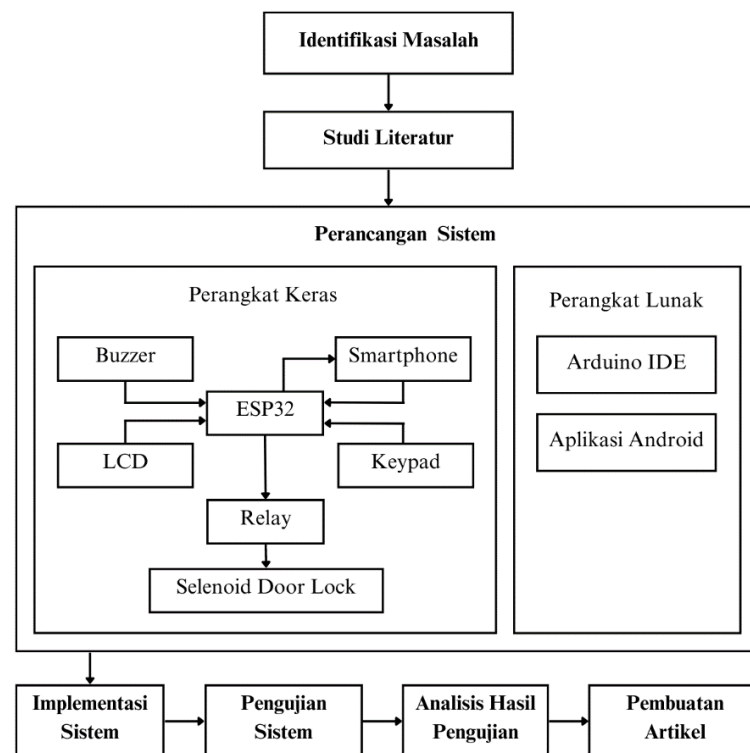 Identifikasi Masalah
Studi Literatur
Perancangan Sistem
Perangkat Keras
Buzzer
Smartphone
ESP32
LCD
Keypad
Relay
Selenoid Door Lock
Perangkat Lunak
Arduino IDE
Aplikasi Android
Implementasi
Sistem
Pengujian
Sistem
Analisis Hasil
Pengujian
Pembuatan
Artikel